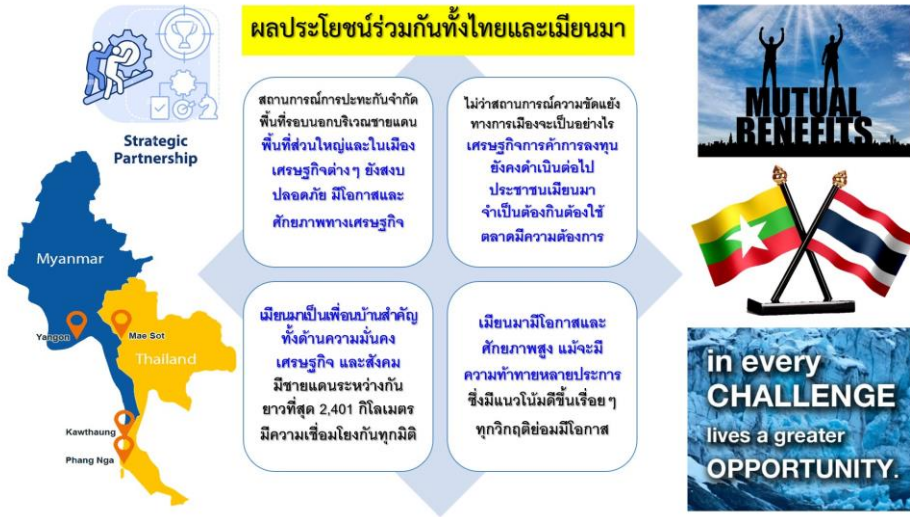 ผลประโยชน์ร่วมกันทั้งไทยและเมียนมา
Strategic
Partnership
สถานการณ์การปะทะกันจำกัด
พื้นที่รอบนอกบริเวณชายแดน
พื้นที่ส่วนใหญ่และในเมือง
เศรษฐกิจต่างๆ ยังสงบ
ปลอดภัย มีโอกาสและ
ศักยภาพทางเศรษฐกิจ
ไม่ว่าสถานการณ์ความขัดแย้ง
ทางการเมืองจะเป็นอย่างไร
เศรษฐกิจการค้าการลงทุน
ยังคงดำเนินต่อไป
ประชาชนเมียนมา
จำเป็นต้องกินต้องใช้
ตลาดมีความต้องการ
เมียนมาเป็นเพื่อนบ้านสำคัญ
ทั้งด้านความมั่นคง
เศรษฐกิจ และสังคม
มีชายแดนระหว่างกัน
ยาวที่สุด 2,401 กิโลเมตร
มีความเชื่อมโยงกันทุกมิติ
เมียนมามีโอกาสและ
ศักยภาพสูง แม้จะมี
ความท้าทายหลายประการ
ซึ่งมีแนวโน้มดีขึ้นเรื่อยๆ
ทุกวิกฤติย่อมมีโอกาส
Myanmar
Yangon
Mae Sot
Thailand
Kawthaung
Phang Nga
MUTUAL
BENEFITS
in every
CHALLENGE
lives a greater
OPPORTUNITY.